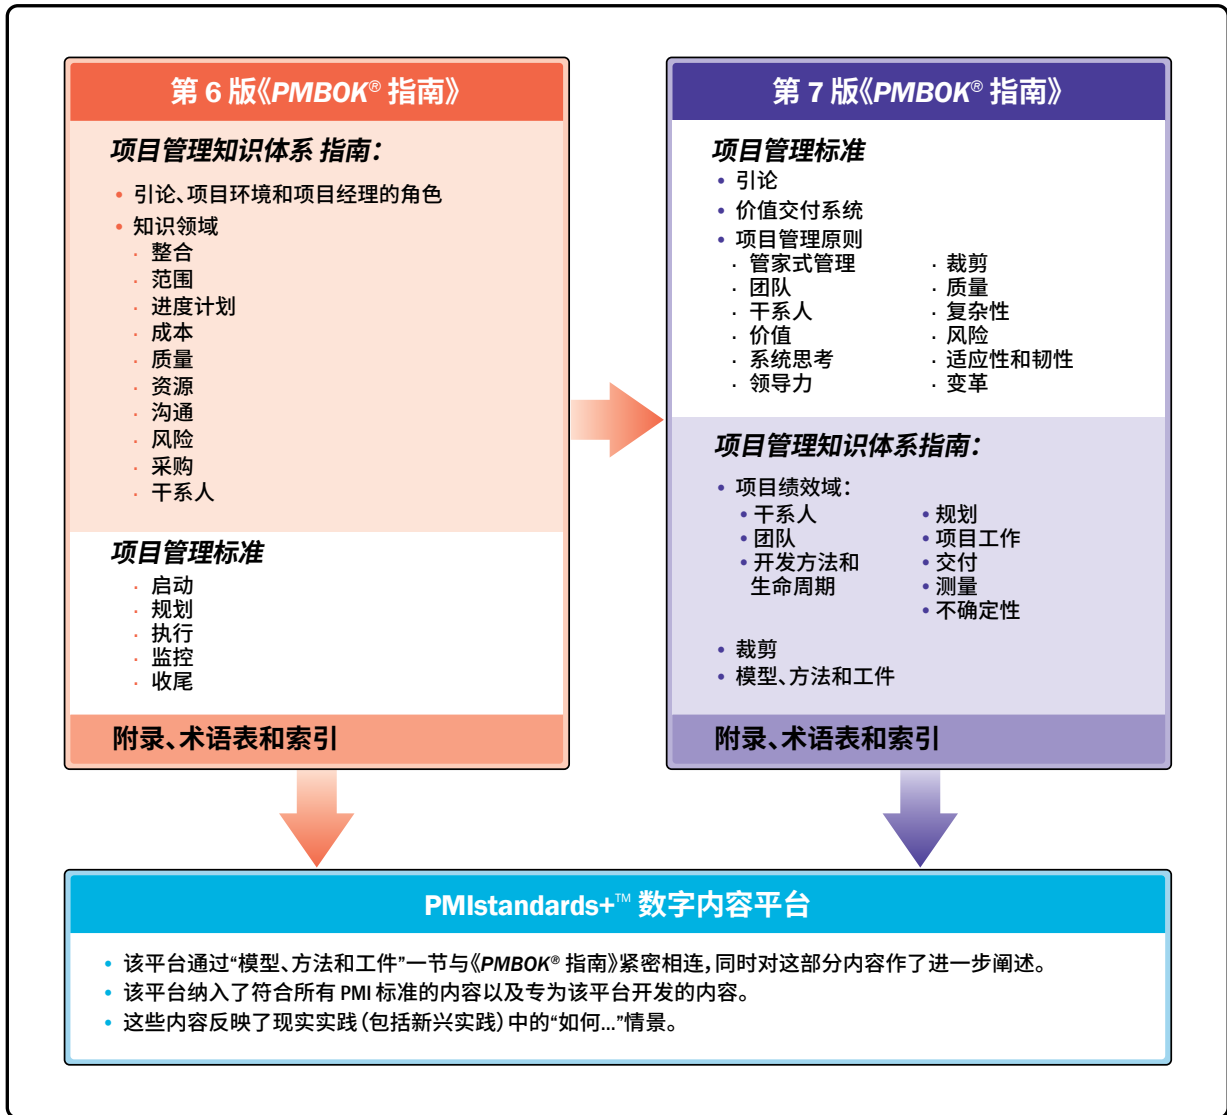 第 6 版《PMBOK® 指南》
项目管理知识体系 指南：
• 引论、项目环境和项目经理的角色
• 知识领域
· 整合
· 范围
· 进度计划
· 成本
· 质量
· 资源
· 沟通
· 风险
· 采购
· 干系人
项目管理标准
· 启动
· 规划
· 执行
· 监控
· 收尾
附录、术语表和索引
第 7 版《PMBOK® 指南》
项目管理标准
• 引论
• 价值交付系统
• 项目管理原则
· 管家式管理
· 团队
· 干系人
· 价值
· 系统思考
· 领导力
· 裁剪
· 质量
· 复杂性
· 风险
· 适应性和韧性
· 变革
项目管理知识体系指南：
• 项目绩效域：
• 干系人
• 团队
• 开发方法和
生命周期
• 规划
• 项目工作
• 交付
• 测量
• 不确定性
• 裁剪
• 模型、方法和工件
附录、术语表和索引
PMIstandards+™ 数字内容平台
• 该平台通过“模型、方法和工件”一节与《PMBOK® 指南》紧密相连，同时对这部分内容作了进一步阐述。
• 该平台纳入了符合所有 PMI 标准的内容以及专为该平台开发的内容。
• 这些内容反映了现实实践（包括新兴实践）中的“如何...”情景。